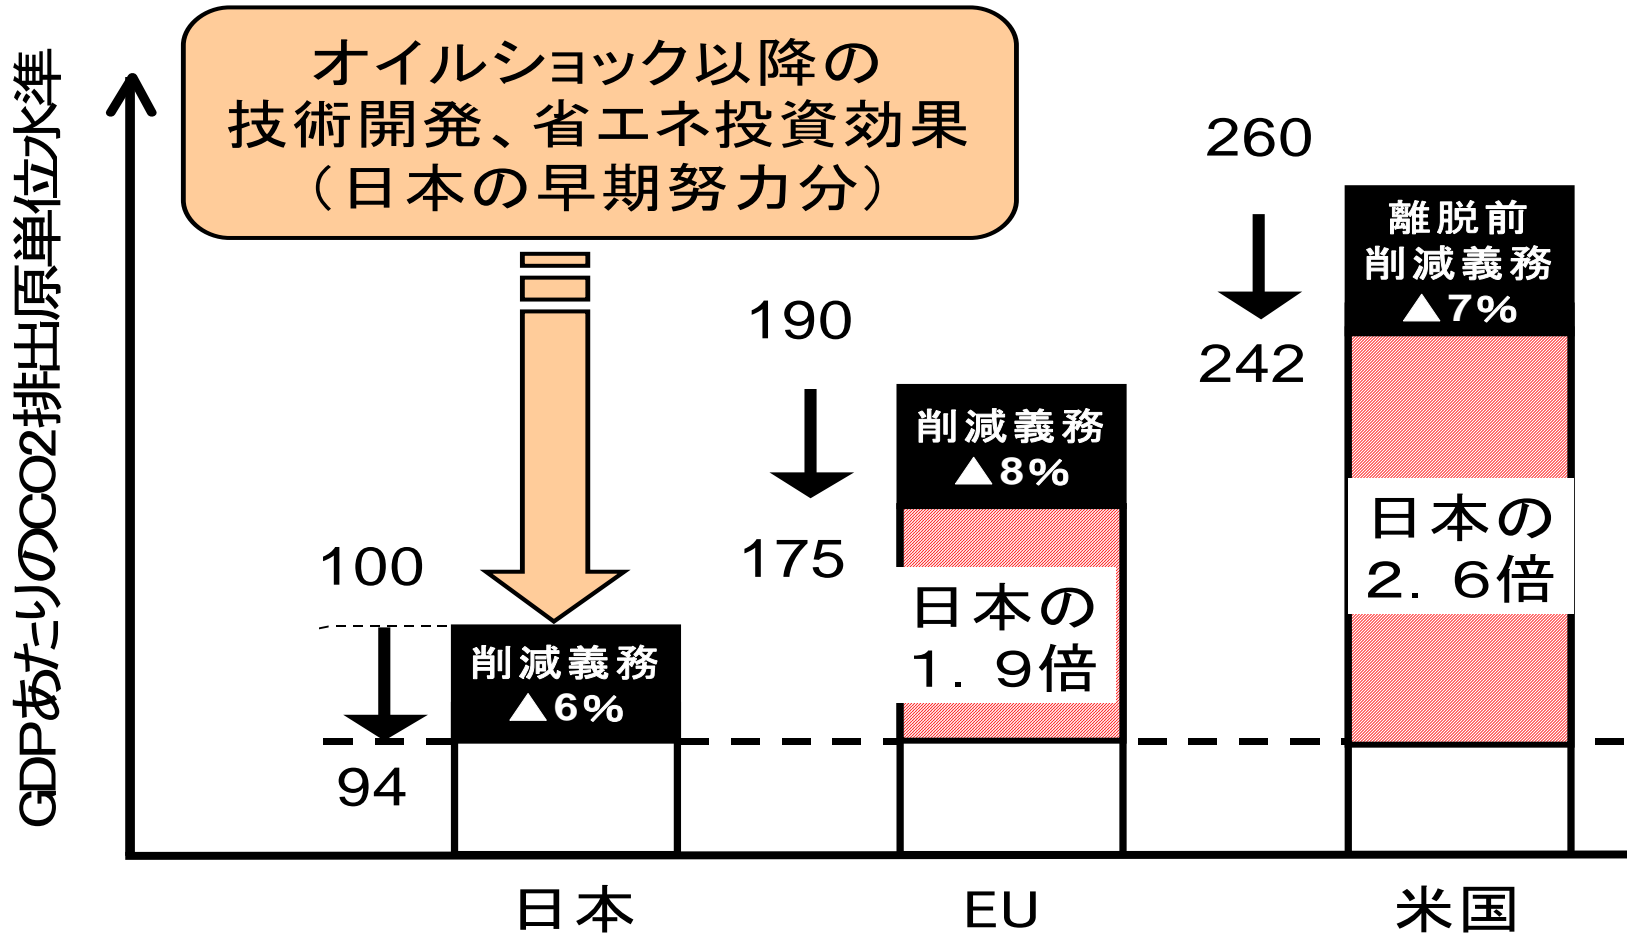 GDPあたりのCO2排出原単位水準
オイルショック以降の
技術開発、省エネ投資効果
（日本の早期努力分）
260
242
離脱前
削減義務
▲7%
190
175
削減義務
▲8%
日本の
2．6倍
日本の
1．9倍
100
94
削減義務
▲6%
日本
EU
米国